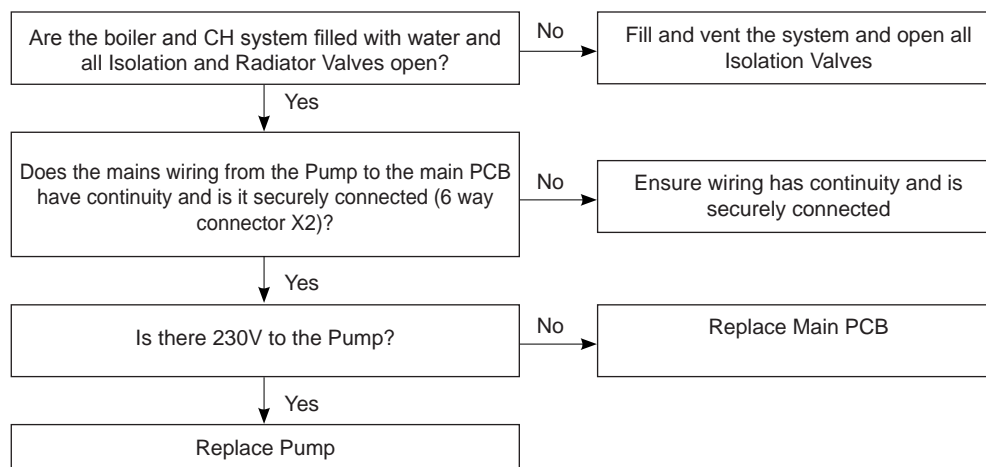 Are the boiler and CH system filled with water and
all Isolation and Radiator Valves open?
No
Fill and vent the system and open all
Isolation Valves
Yes
Does the mains wiring from the Pump to the main PCB
have continuity and is it securely connected (6 way
connector X2)?
No
Ensure wiring has continuity and is
securely connected
Yes
Is there 230V to the Pump?
No
Replace Main PCB
Yes
Replace Pump